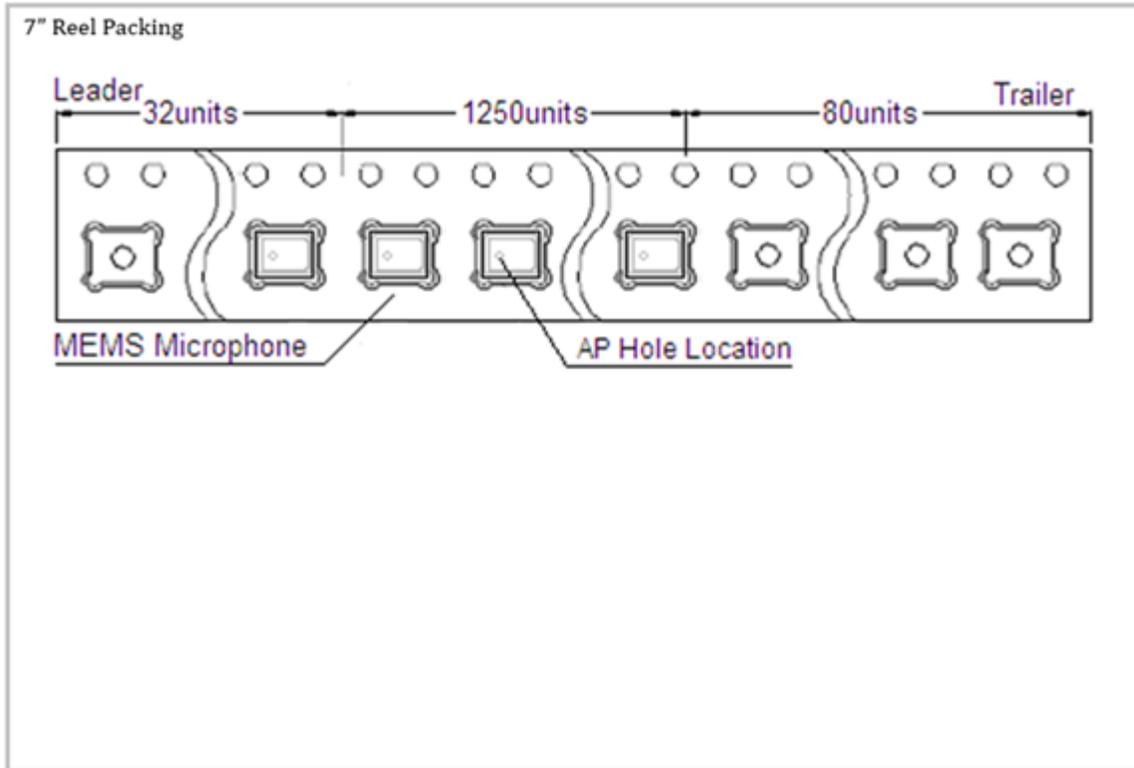 7” Reel Packing
Leader
Trailer
32units
1250units
80units
MEMS Microphone
AP Hole Location